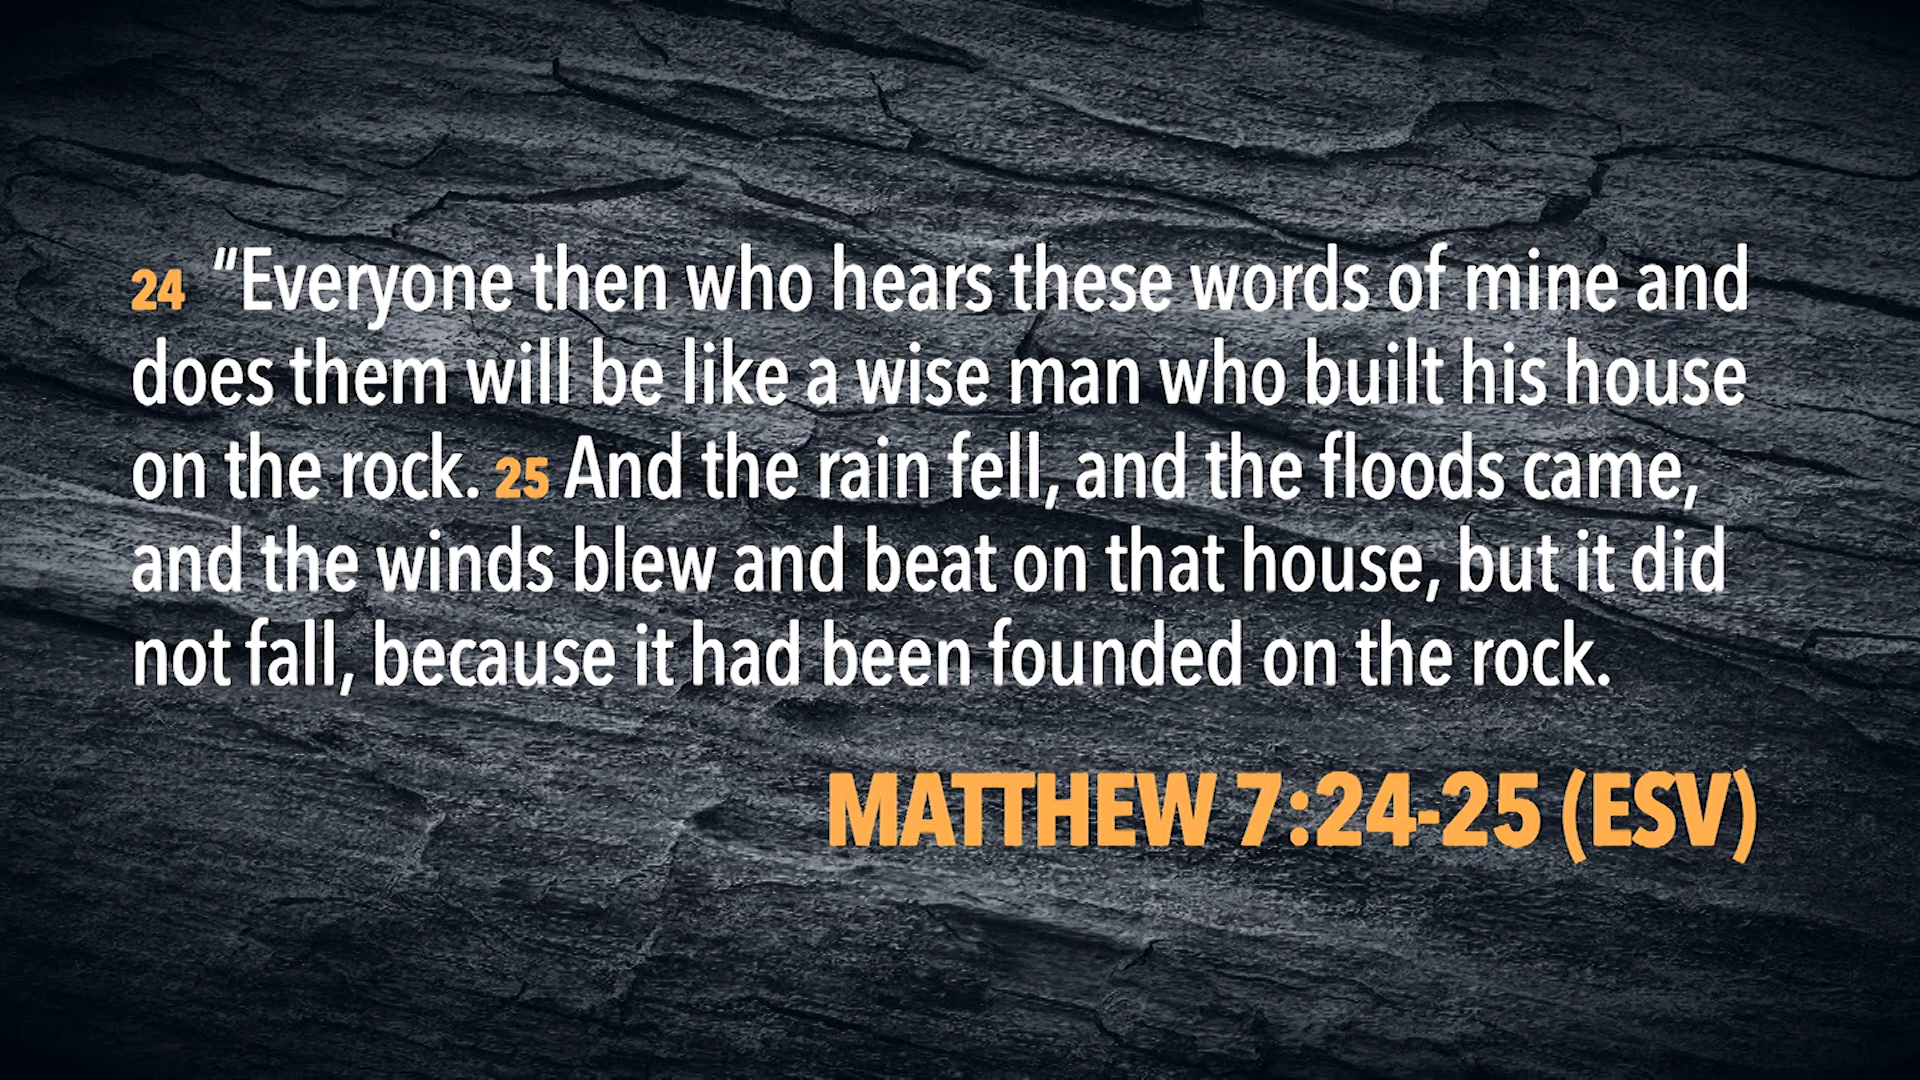 24 “Everyone then who hears these words of mine and
does them will be like a wise man who built his house
on the rock. 25 And the rain fell, and the floods came,
and the winds blew and beat on that house, but it did
not fall, because it had been founded on the rock.
MATTHEW 7:24-25 (ESV)